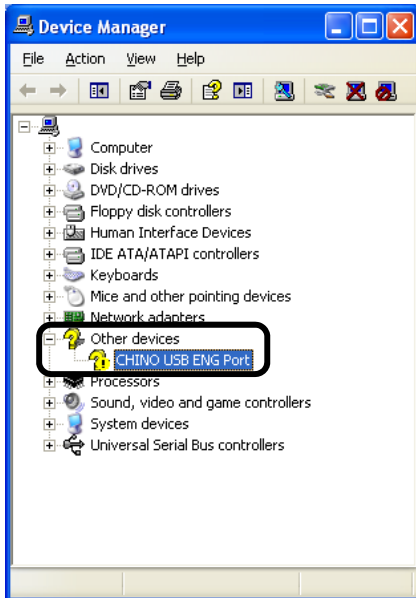 Device Manager
File Action View Help
Computer
Disk drives
DVD/CD-ROM drives
Floppy disk controllers
Human Interface Devices
IDE ATA/ATAPI controllers
Keyboards
Mice and other pointing devices
Network adapters
Other devices
CHINO USB ENG Port
Processors
Sound, video and game controllers
System devices
Universal Serial Bus controllers